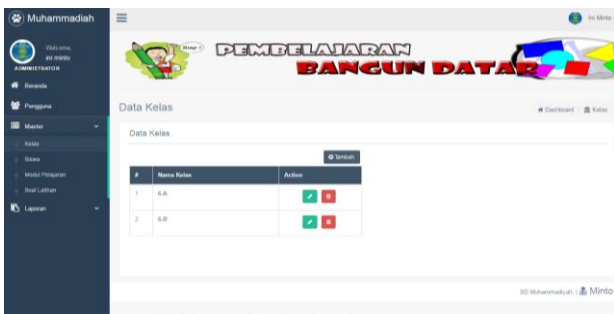 Muhammadiah
Welcome,
ini minto
ADMINISTRATOR
Beranda
Pengguna
Master
Kelas
Siswa
Modul Pelajaran
Soal Latihan
Laporan
Ini Minto
PEMBELAJARAN
BANGUN DATAR
Data Kelas
Dashboard / Kelas
Data Kelas
Tambah
# Nama Kelas Action
1 6-A
2 6-B
SD Muhammadiyah | Minto